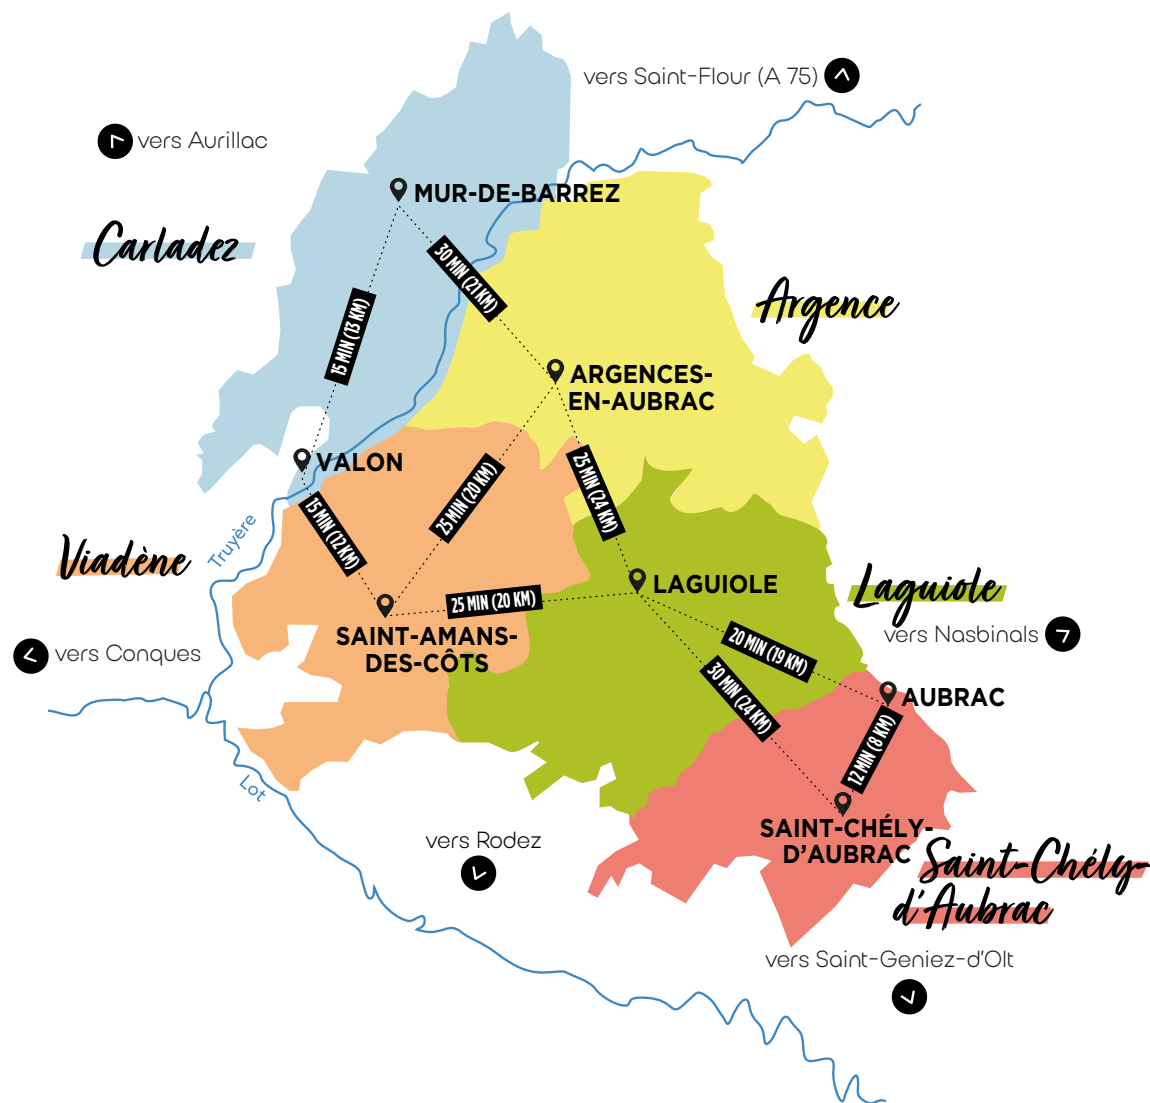 vers Saint-Flour (A 75)
vers Aurillac
MUR-DE-BARREZ
Carladez
30 MIN (21 KM)
Argence
15 MIN (13 KM)
ARGENCES-
EN-AUBRAC
VALON
25 MIN (20 KM)
25 MIN (24 KM)
15 MIN (12 KM)
Truyère
Viadène
LAGUIOLE
Laguiole
25 MIN (20 KM)
vers Nasbinals
SAINT-AMANS-
DES-CÔTS
20 MIN (19 KM)
vers Conques
30 MIN (24 KM)
AUBRAC
12 MIN (8 KM)
Lot
SAINT-CHÉLY-
D'AUBRAC
vers Rodez
Saint-Chély-
d'Aubrac
vers Saint-Geniez-d'Olt